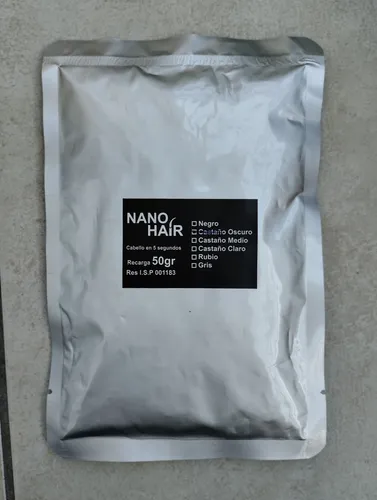 NANO
HAIR
Cabello en 5 segundos
Recarga 50gr
Res I.S.P 001183
Negro
Castaño Oscuro
Castaño Medio
Castaño Claro
Rubio
Gris